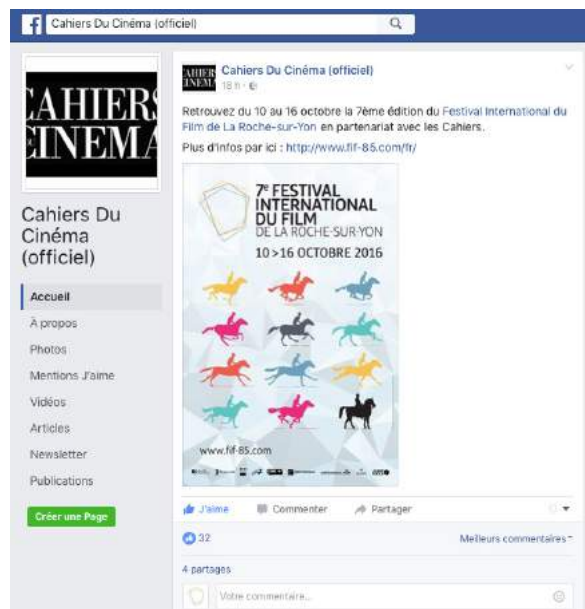 Cahiers Du Cinéma (officiel)
CAHIERS
CINEMA
Cahiers Du
Cinéma
(officiel)
Accueil
À propos
Photos
Mentions J'aime
Vidéos
Articles
Newsletter
Publications
Créer une Page
CAHIERS
CINEMA
Cahiers Du Cinéma (officiel)
18 h
Retrouvez du 10 au 16 octobre la 7ème édition du Festival International du
Film de La Roche-sur-Yon en partenariat avec les Cahiers.
Plus d'infos par ici : http://www.fif-85.com/fr/
7e FESTIVAL
INTERNATIONAL
DU FILM
DE LA ROCHE-SUR-YON
10>16 OCTOBRE 2016
www.fif-85.com
J'aime Commenter Partager
32 Meilleurs commentaires
4 partages
Votre commentaire...